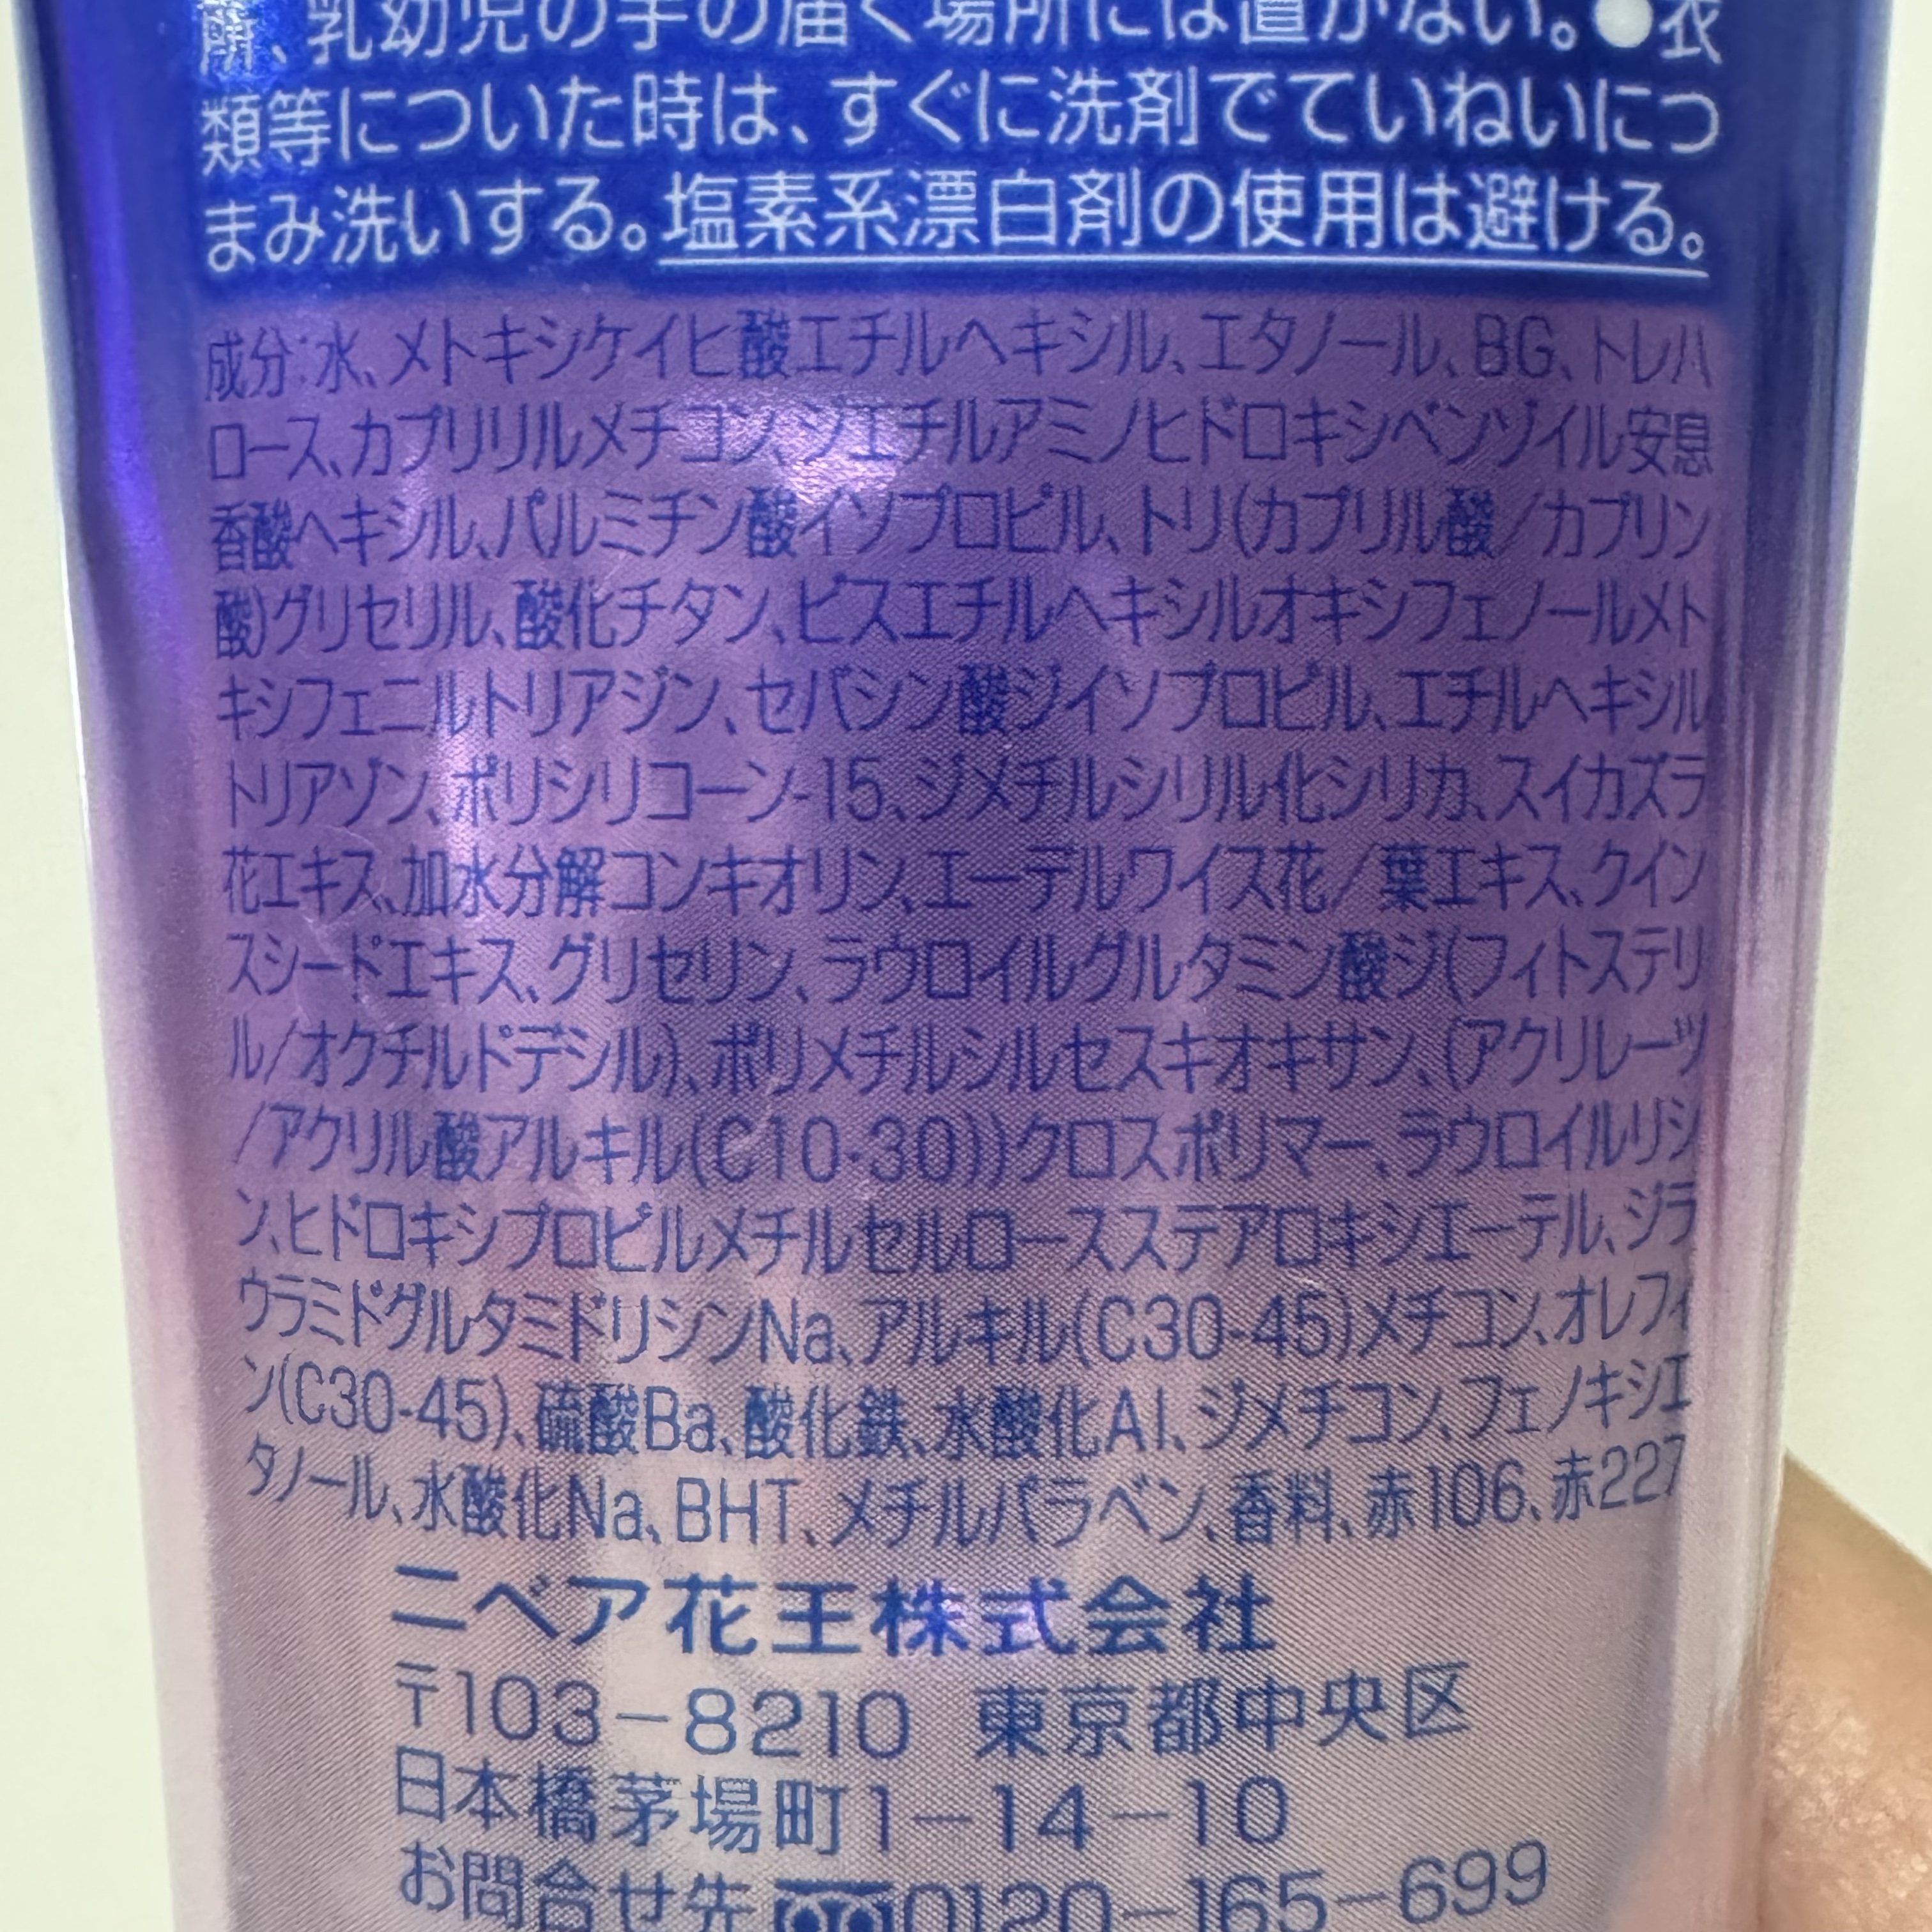 所、乳幼児の手の届く場所には置かない。●衣
類等についた時は、すぐに洗剤でていねいにつ
まみ洗いする。塩素系漂白剤の使用は避ける。
成分:水、メトキシケイヒ酸エチルヘキシル、エタノール、BG、トレハ
ロース、カプリリルメチコン、ジエチルアミノヒドロキシベンゾイル安息
香酸ヘキシル、パルミチン酸イソプロピル、トリ(カプリル酸/カプリン
酸)グリセリル、酸化チタン、ビスエチルヘキシルオキシフェノールメト
キシフェニルトリアジン、セバシン酸ジイソプロピル、エチルヘキシル
トリアゾン、ポリシリコーン-15、ジメチルシリル化シリカ、スイカズラ
花エキス、加水分解コンキオリン、エーデルワイス花/葉エキス、クイン
スシードエキス、グリセリン、ラウロイルグルタミン酸ジ(フィトステリ
ル/オクチルドデシル)、ポリメチルシルセスキオキサン、(アクリレーツ
/アクリル酸アルキル(C10-30))クロスポリマー、ラウロイルリシ
ン、ヒドロキシプロピルメチルセルロースステアロキシエーテル、ジラ
ウラミドグルタミドリシンNa、アルキル(C30-45)メチコン、オレフィ
ン(C30-45)、硫酸Ba、酸化鉄、水酸化Al、ジメチコン、フェノキシエ
タノール、水酸化Na、BHT、メチルパラベン、香料、赤106、赤227
ニベア花王株式会社
〒103-8210 東京都中央区
日本橋茅場町1-14-10
お問合せ先 0120-165-699